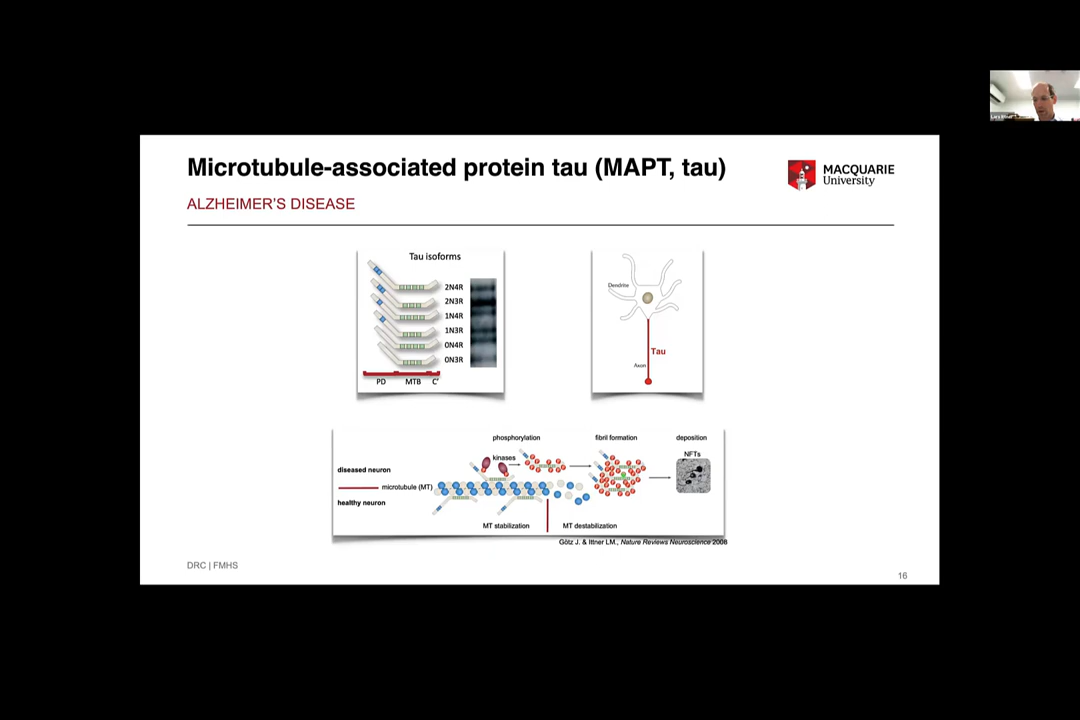 Microtubule-associated protein tau (MAPT, tau)
ALZHEIMER'S DISEASE
MACQUARIE
University
Tau isoforms
2N4R
2N3R
1N4R
1N3R
0N4R
0N3R
PD MTB C'
Dendrite
Tau
Axon
phosphorylation fibril formation deposition
kinases NFTs
diseased neuron
microtubule (MT)
healthy neuron
MT stabilization MT destabilization
Götz J. & Ittner LM., Nature Reviews Neuroscience 2008
DRC | FMHS
16